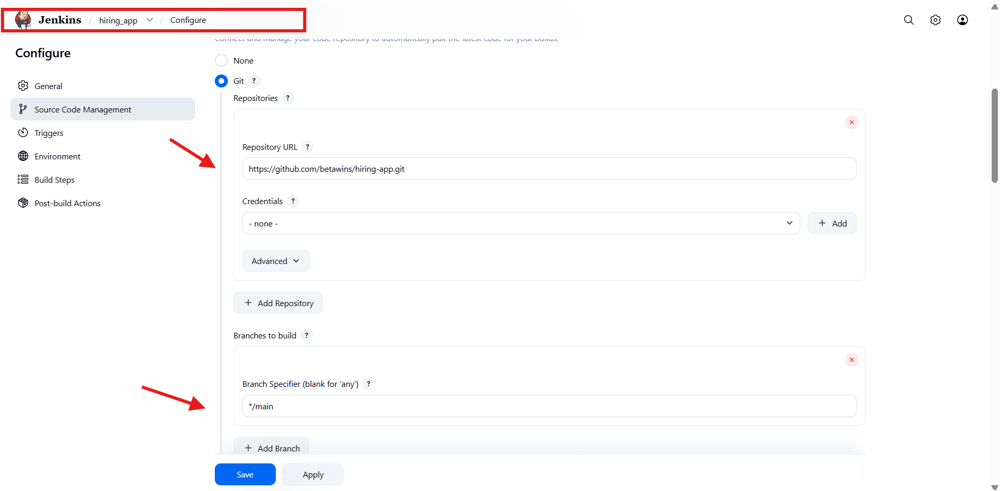 Jenkins / hiring_app / Configure
Connect and manage your code repository to automatically pull the latest code for your builds.
Configure
General
Source Code Management
Triggers
Environment
Build Steps
Post-build Actions
None
Git ?
Repositories ?
Repository URL ?
https://github.com/betawins/hiring-app.git
Credentials ?
- none -
+ Add
Advanced
+ Add Repository
Branches to build ?
Branch Specifier (blank for 'any') ?
*/main
+ Add Branch
Save
Apply